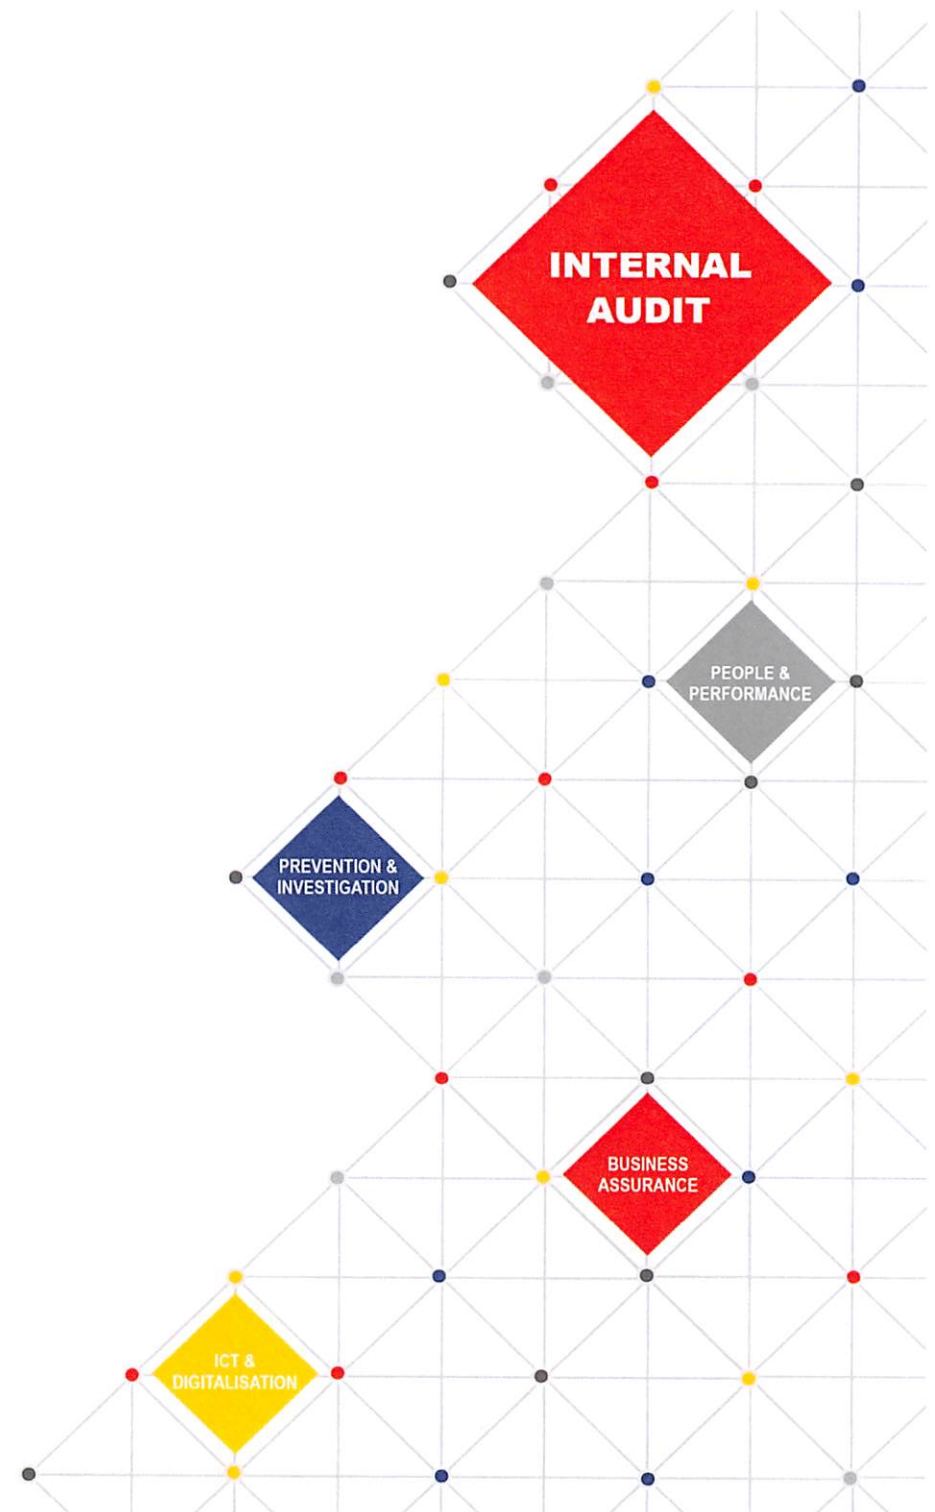 INTERNAL
AUDIT
PEOPLE &
PERFORMANCE
PREVENTION &
INVESTIGATION
BUSINESS
ASSURANCE
ICT &
DIGITALISATION